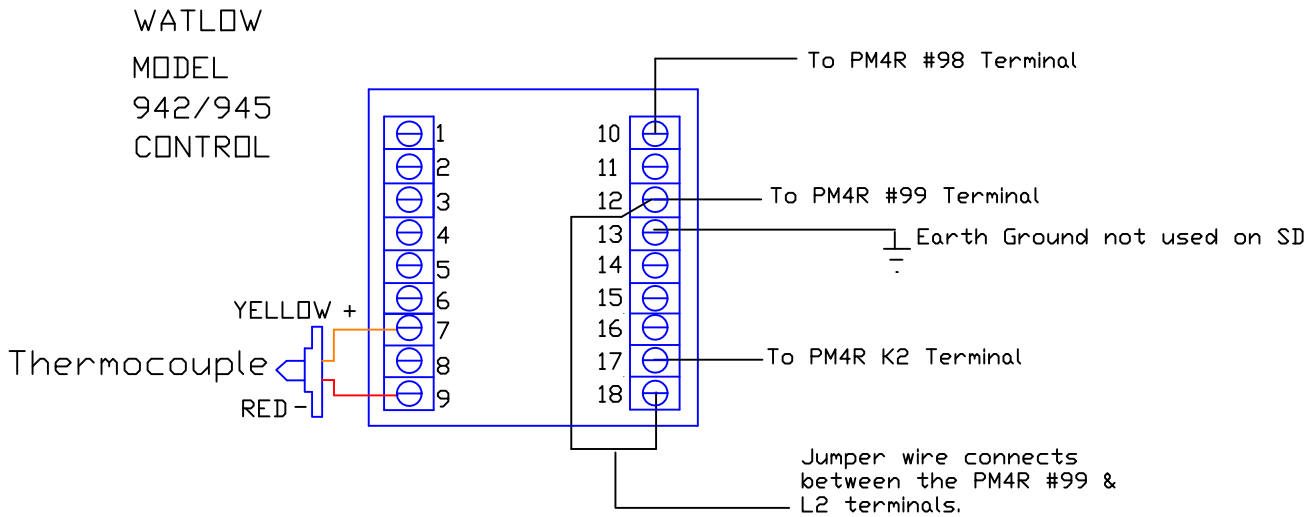 WATLOW
MODEL
942/945
CONTROL
To PM4R #98 Terminal
1
2
3
4
5
6
7
8
9
10
11
12
13
14
15
16
17
18
To PM4R #99 Terminal
Earth Ground not used on SD
YELLOW +
Thermocouple
RED -
To PM4R K2 Terminal
Jumper wire connects
between the PM4R #99 &
L2 terminals.